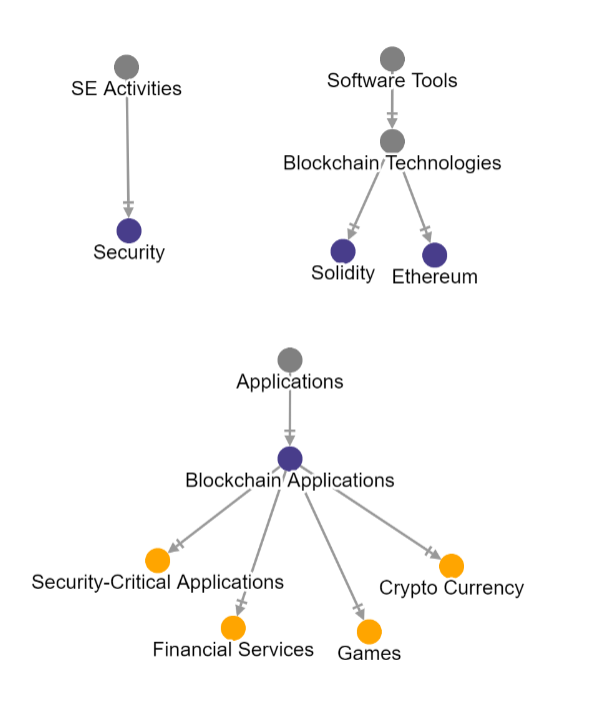 SE Activities
Software Tools
Blockchain Technologies
Security
Solidity
Ethereum
Applications
Blockchain Applications
Security-Critical Applications
Crypto Currency
Financial Services
Games